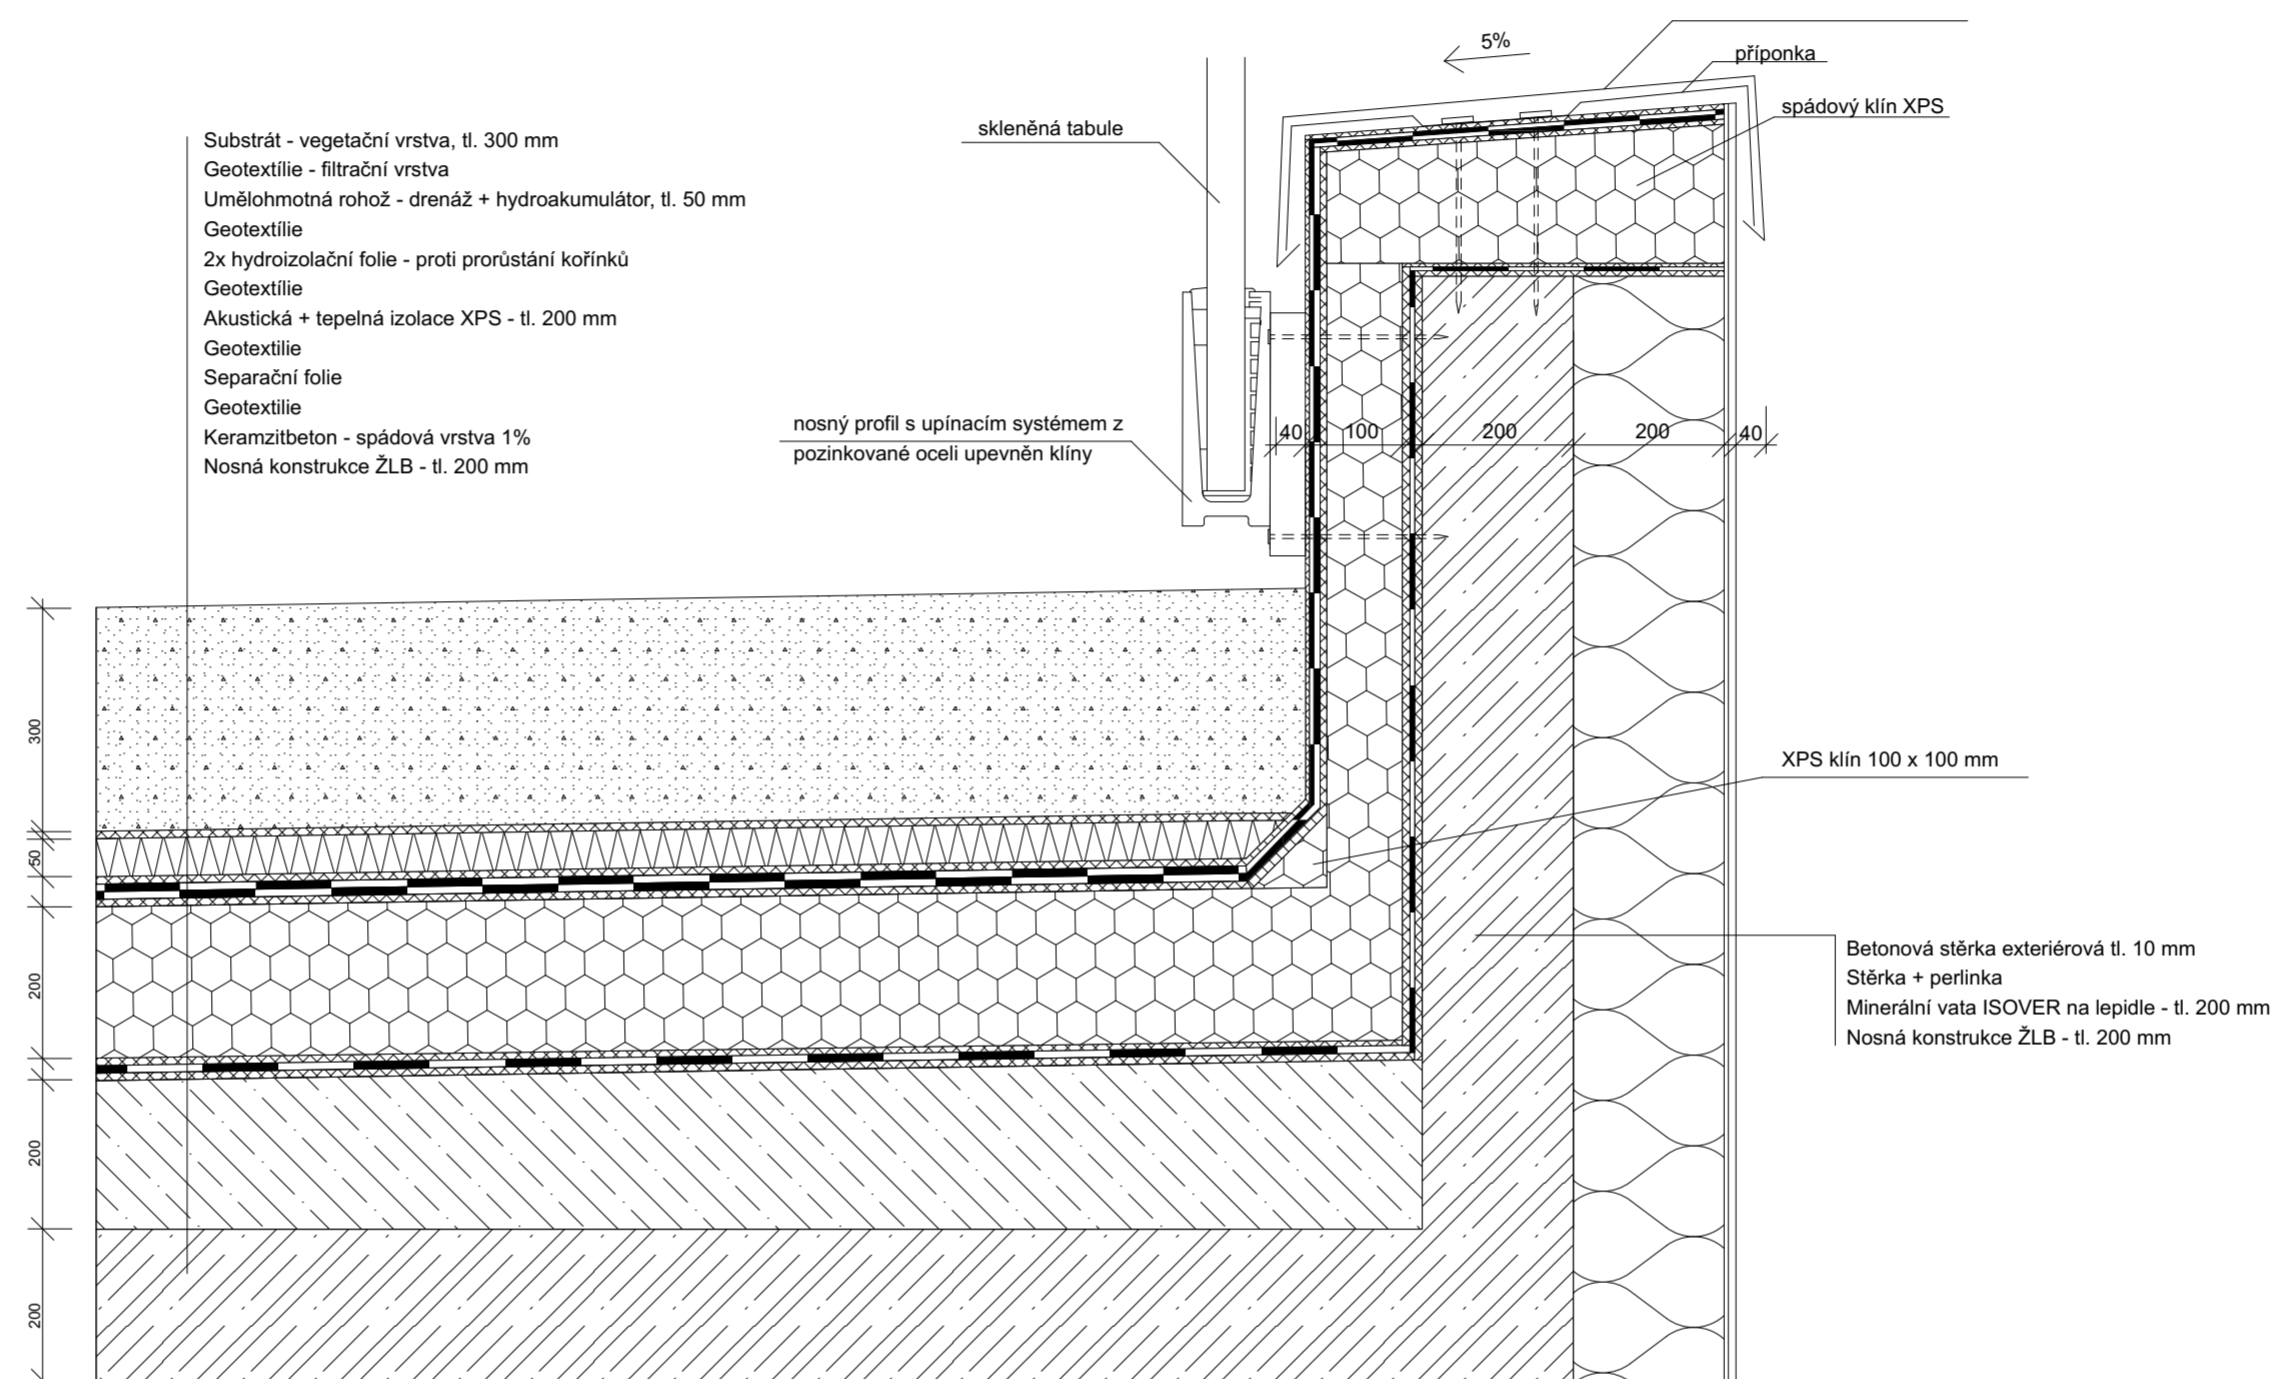 5%
příponka
spádový klín XPS
skleněná tabule
Substrát - vegetační vrstva, tl. 300 mm
Geotextílie - filtrační vrstva
Umělohmotná rohož - drenáž + hydroakumulátor, tl. 50 mm
Geotextílie
2x hydroizolační folie - proti prorůstání kořínků
Geotextílie
Akustická + tepelná izolace XPS - tl. 200 mm
Geotextilie
Separační folie
Geotextilie
Keramzitbeton - spádová vrstva 1%
Nosná konstrukce ŽLB - tl. 200 mm
nosný profil s upínacím systémem z
pozinkované oceli upevněn klíny
40 100 200 200 40
300
50
200
200
200
XPS klín 100 x 100 mm
Betonová stěrka exteriérová tl. 10 mm
Stěrka + perlinka
Minerální vata ISOVER na lepidle - tl. 200 mm
Nosná konstrukce ŽLB - tl. 200 mm